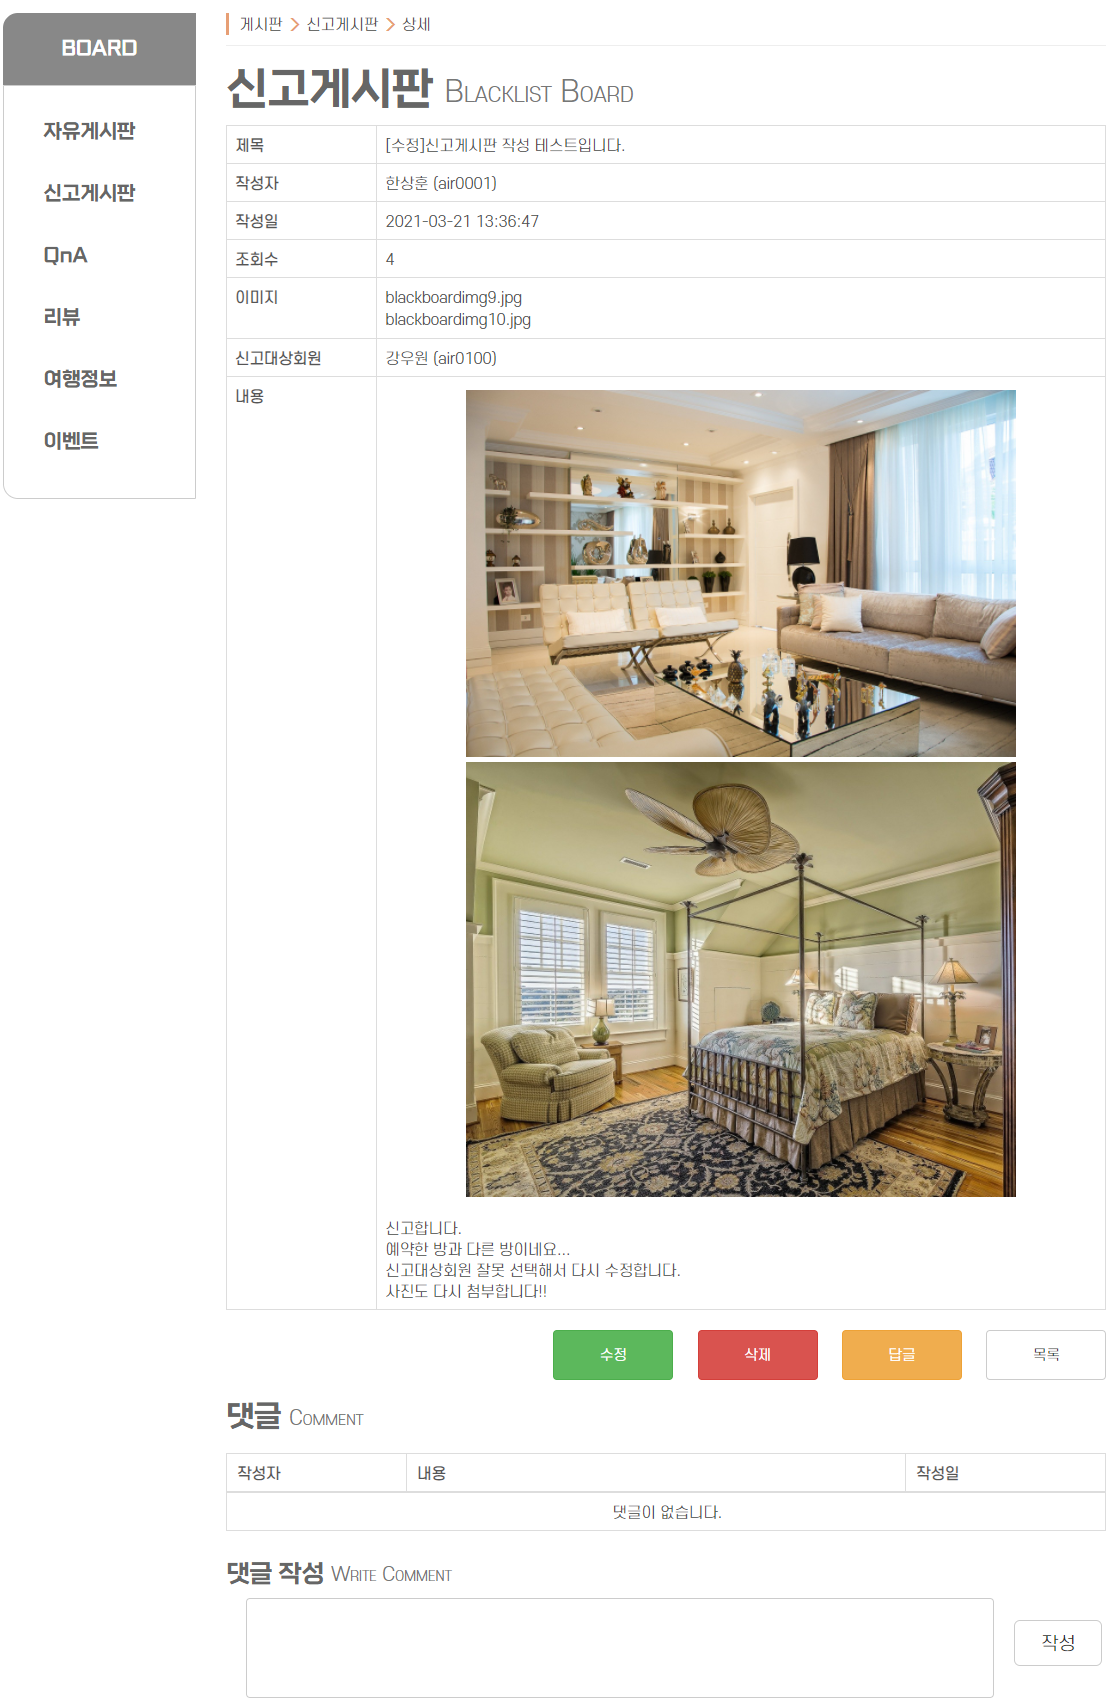 BOARD
자유게시판
신고게시판
QnA
리뷰
여행정보
이벤트
게시판 > 신고게시판 > 상세
신고게시판 Blacklist Board
제목 [수정]신고게시판 작성 테스트입니다.
작성자 한상훈 (air0001)
작성일 2021-03-21 13:36:47
조회수 4
이미지 blackboardimg9.jpg
blackboardimg10.jpg
신고대상회원 강우원 (air0100)
내용
신고합니다.
예약한 방과 다른 방이네요...
신고대상회원 잘못 선택해서 다시 수정합니다.
사진도 다시 첨부합니다!!
수정 삭제 답글 목록
댓글 Comment
작성자 내용 작성일
댓글이 없습니다.
댓글 작성 Write Comment
작성